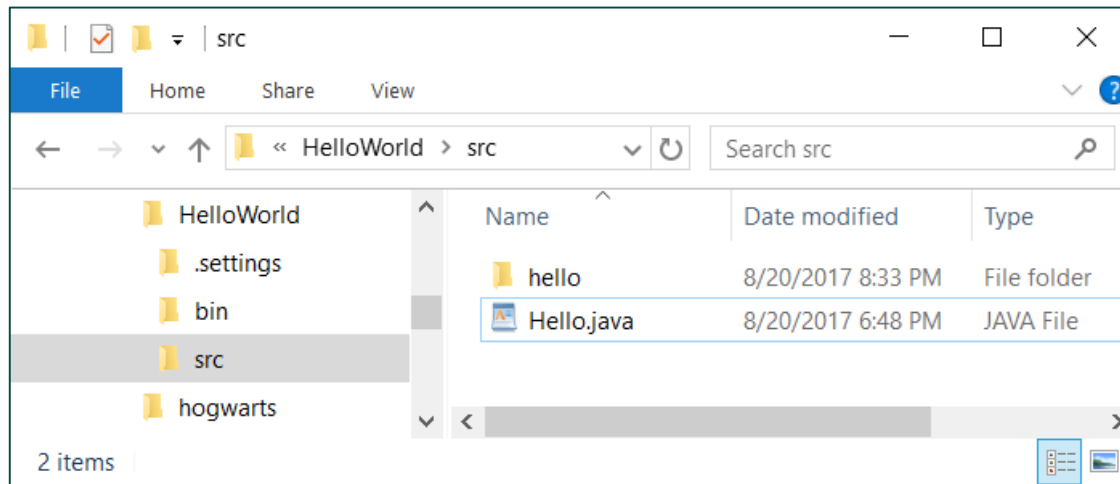 src
File Home Share View ?
« HelloWorld > src Search src
HelloWorld
.settings
bin
src
hogwarts
Name Date modified Type
hello 8/20/2017 8:33 PM File folder
Hello.java 8/20/2017 6:48 PM JAVA File
2 items